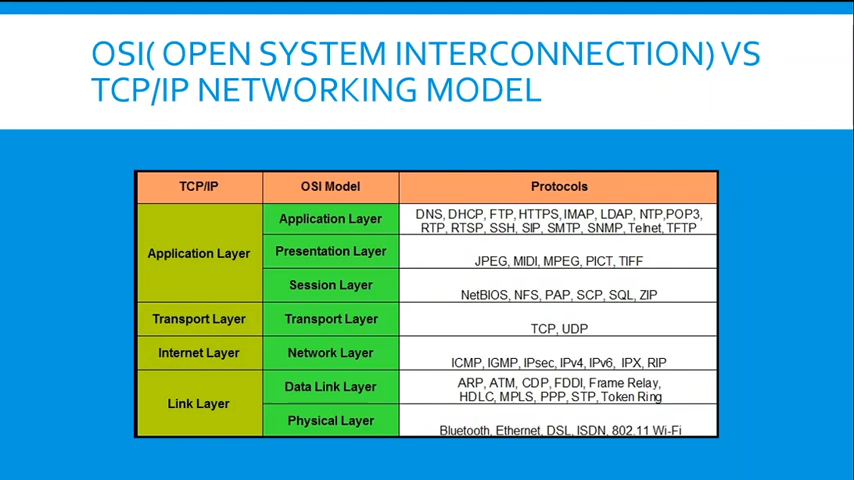 OSI( OPEN SYSTEM INTERCONNECTION) VS
TCP/IP NETWORKING MODEL
TCP/IP OSI Model Protocols
Application Layer
Application Layer
DNS, DHCP, FTP, HTTPS, IMAP, LDAP, NTP,POP3,
RTP, RTSP, SSH, SIP, SMTP, SNMP, Telnet, TFTP
Presentation Layer
JPEG, MIDI, MPEG, PICT, TIFF
Session Layer
NetBIOS, NFS, PAP, SCP, SQL, ZIP
Transport Layer
Transport Layer
TCP, UDP
Internet Layer
Network Layer
ICMP, IGMP, IPsec, IPv4, IPv6, IPX, RIP
Link Layer
Data Link Layer
ARP, ATM, CDP, FDDI, Frame Relay,
HDLC, MPLS, PPP, STP, Token Ring
Physical Layer
Bluetooth, Ethernet, DSL, ISDN, 802.11 Wi-Fi